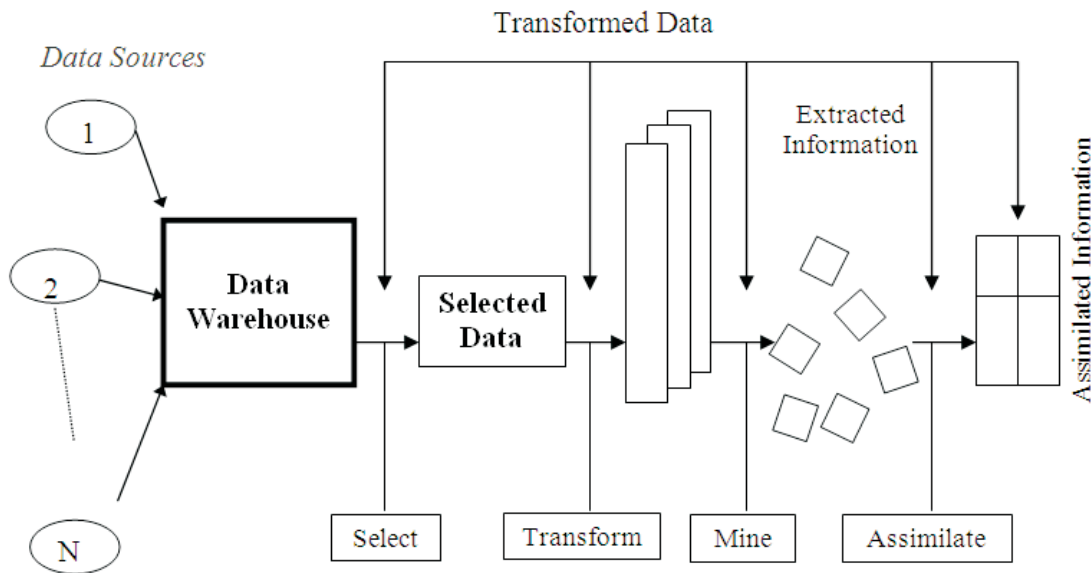 Transformed Data
Data Sources
1
Extracted
Information
2
Data
Warehouse
Selected
Data
Assimilated Information
N
Select
Transform
Mine
Assimilate